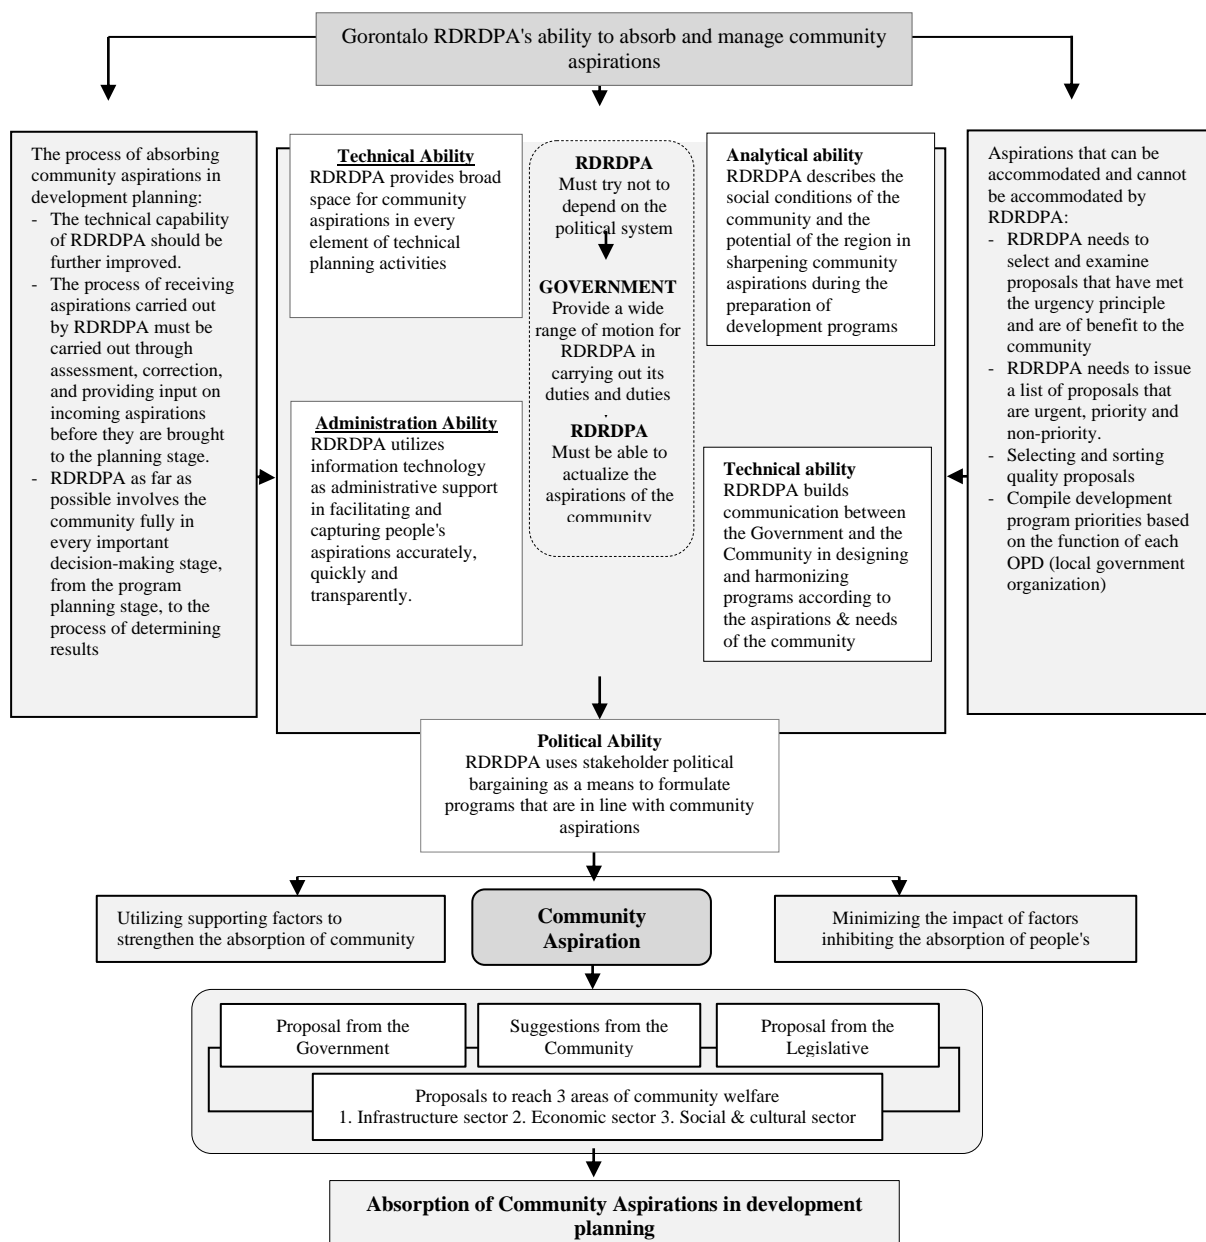 Gorontalo RDRDPA's ability to absorb and manage community
aspirations
The process of absorbing
community aspirations in
development planning:
- The technical capability
of RDRDPA should be
further improved.
- The process of receiving
aspirations carried out
by RDRDPA must be
carried out through
assessment, correction,
and providing input on
incoming aspirations
before they are brought
to the planning stage.
- RDRDPA as far as
possible involves the
community fully in
every important
decision-making stage,
from the program
planning stage, to the
process of determining
results
Technical Ability
RDRDPA provides broad
space for community
aspirations in every
element of technical
planning activities
Administration Ability
RDRDPA utilizes
information technology
as administrative support
in facilitating and
capturing people's
aspirations accurately,
quickly and
transparently.
RDRDPA
Must try not to
depend on the
political system
GOVERNMENT
Provide a wide
range of motion for
RDRDPA in
carrying out its
duties and duties
.
RDRDPA
Must be able to
actualize the
aspirations of the
community
Analytical ability
RDRDPA describes the
social conditions of the
community and the
potential of the region in
sharpening community
aspirations during the
preparation of
development programs
Technical ability
RDRDPA builds
communication between
the Government and the
Community in designing
and harmonizing
programs according to
the aspirations & needs
of the community
Aspirations that can be
accommodated and cannot
be accommodated by
RDRDPA:
- RDRDPA needs to
select and examine
proposals that have met
the urgency principle
and are of benefit to the
community
- RDRDPA needs to issue
a list of proposals that
are urgent, priority and
non-priority.
- Selecting and sorting
quality proposals
- Compile development
program priorities based
on the function of each
OPD (local government
organization)
Political Ability
RDRDPA uses stakeholder political
bargaining as a means to formulate
programs that are in line with community
aspirations
Utilizing supporting factors to
strengthen the absorption of community
Community
Aspiration
Minimizing the impact of factors
inhibiting the absorption of people's
Proposal from the
Government
Suggestions from the
Community
Proposal from the
Legislative
Proposals to reach 3 areas of community welfare
1. Infrastructure sector 2. Economic sector 3. Social & cultural sector
Absorption of Community Aspirations in development
planning